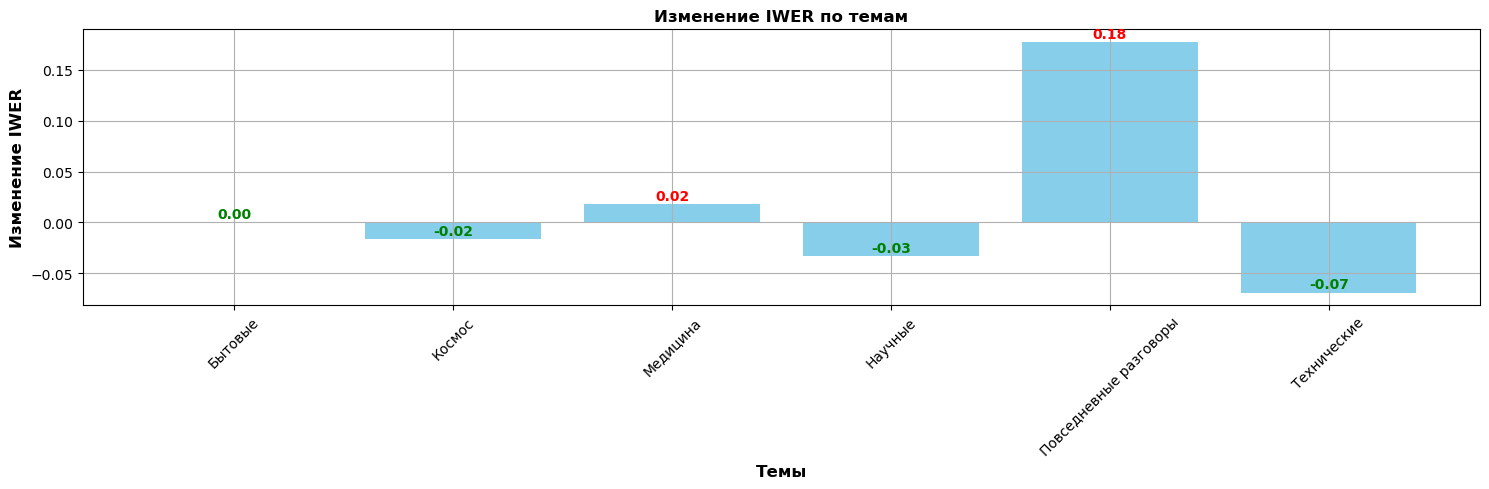 Изменение IWER по темам
Изменение IWER
0.15
0.10
0.05
0.00
−0.05
0.00
-0.02
0.02
-0.03
0.18
-0.07
Бытовые
Космос
Медицина
Научные
Повседневные разговоры
Технические
Темы